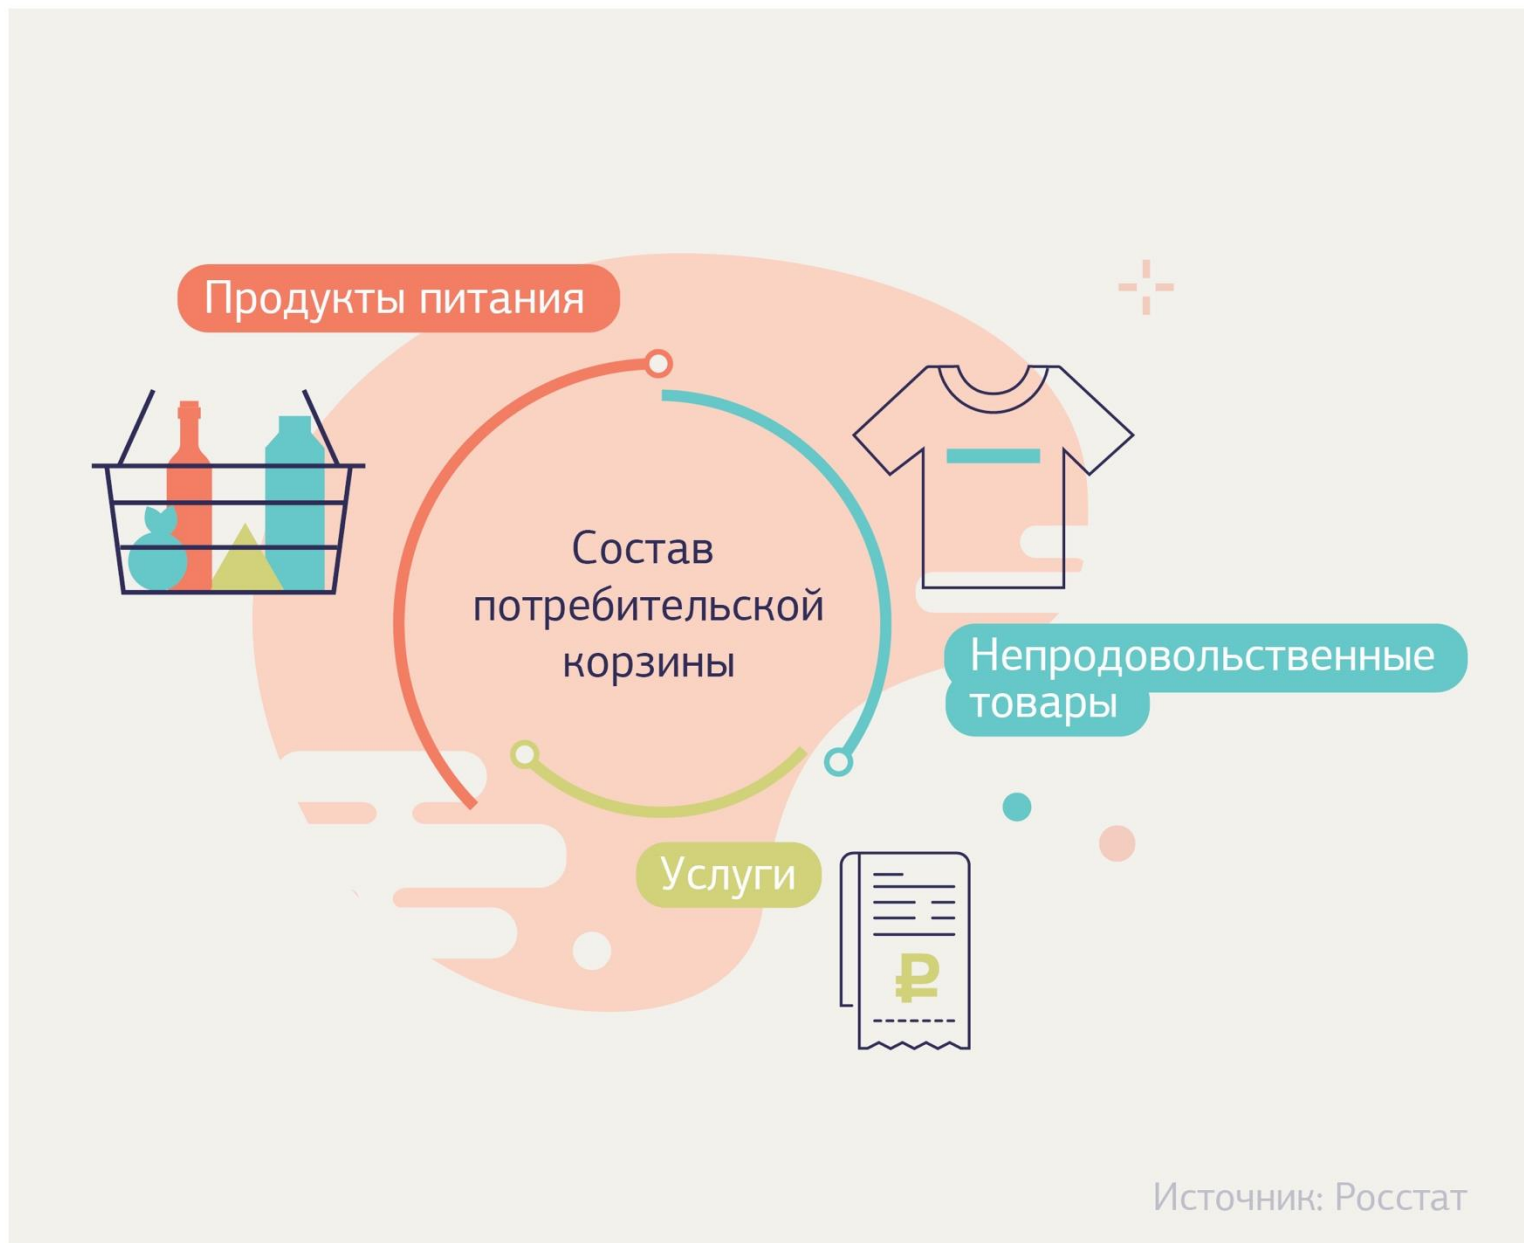 Продукты питания
Состав
потребительской
корзины
Непродовольственные
товары
Услуги
₽
Источник: Росстат